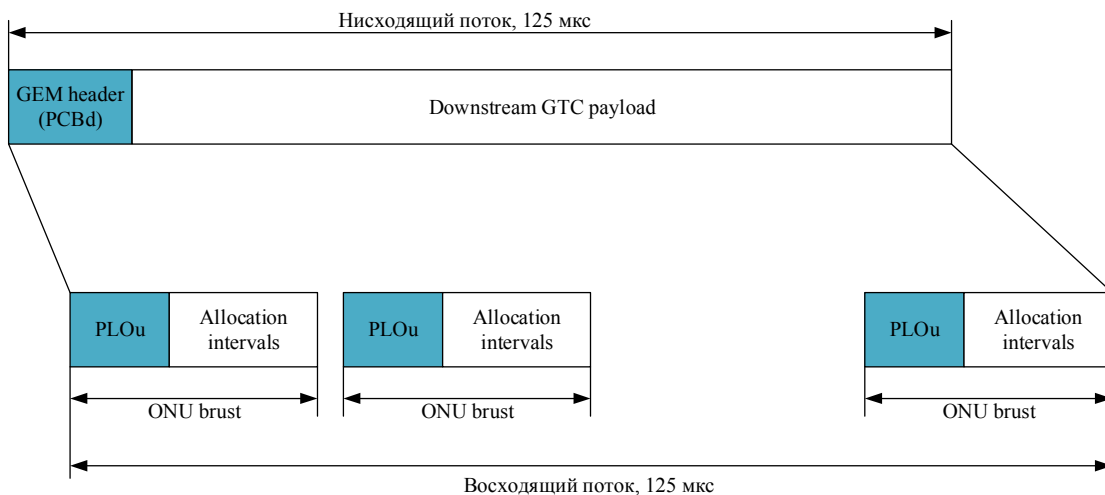 Нисходящий поток, 125 мкс
GEM header
(PCBd)
Downstream GTC payload
PLOu
Allocation
intervals
PLOu
Allocation
intervals
PLOu
Allocation
intervals
ONU brust
ONU brust
ONU brust
Восходящий поток, 125 мкс